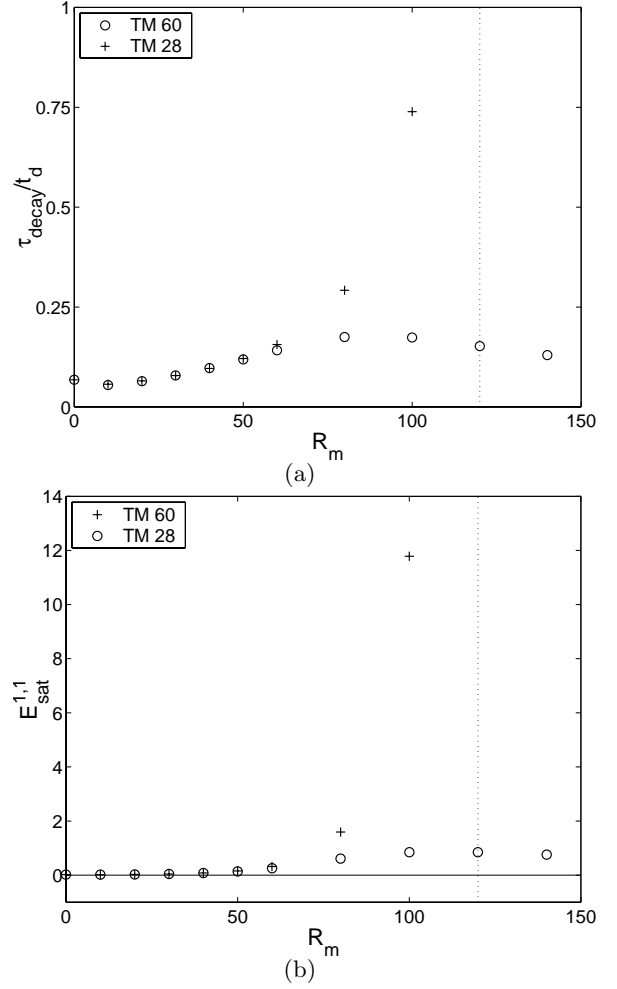 1
0.75
0.5
0.25
0
τdecay/td
○ TM 60
+ TM 28
0 50 100 150
Rm
(a)
14
12
10
8
6
4
2
0
E1,1sat
+ TM 60
○ TM 28
0 50 100 150
Rm
(b)